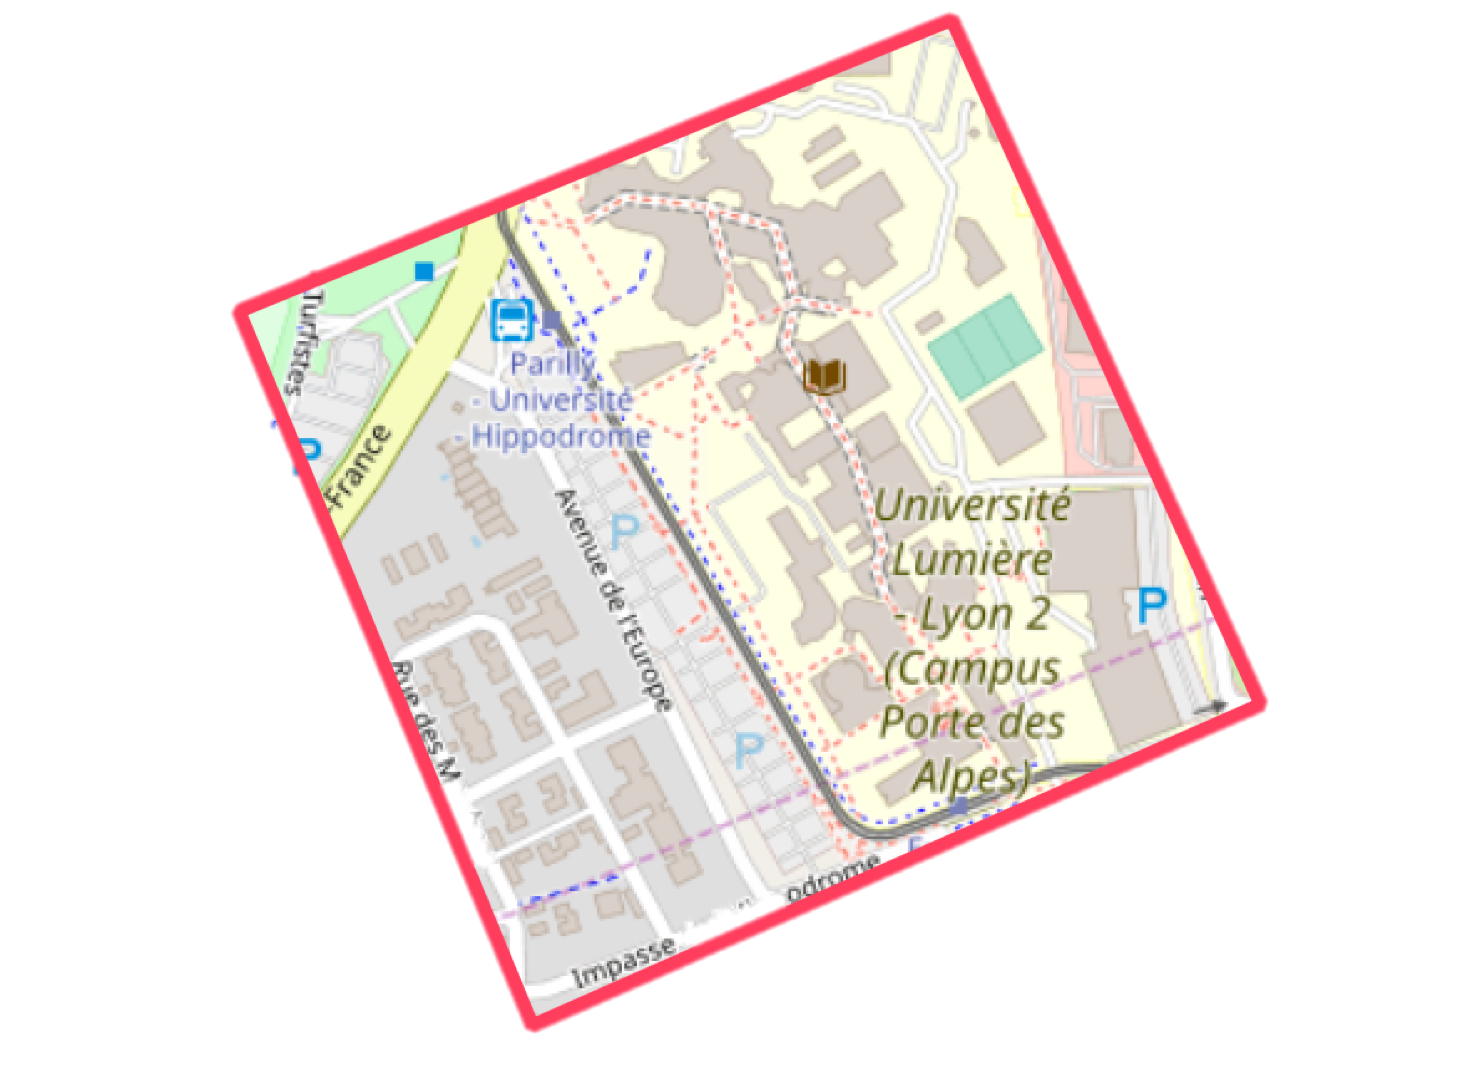 Turfistes
P
France
Parilly
- Université
- Hippodrome
Avenue de l'Europe
P
Université
Lumière
- Lyon 2
(Campus
Porte des
Alpes)
P
Rue des M
P
odrome
Impasse